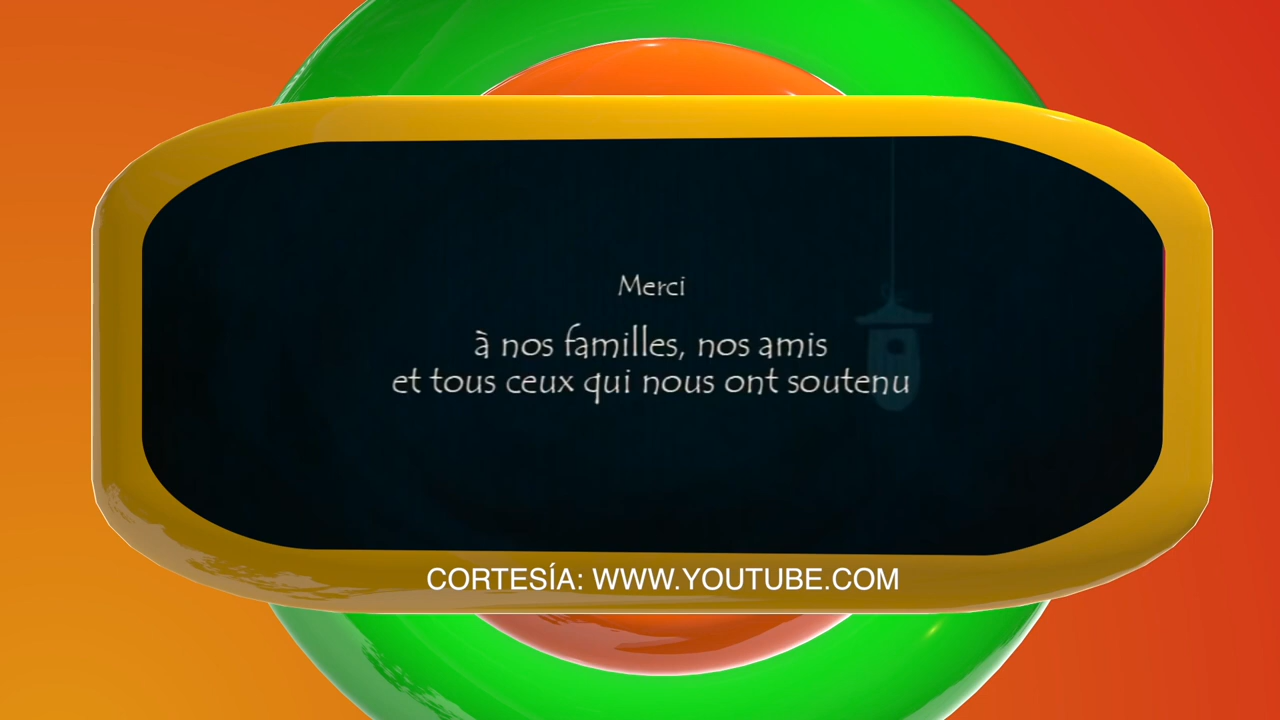 Merci
à nos familles, nos amis
et tous ceux qui nous ont soutenu
CORTESÍA: WWW.YOUTUBE.COM